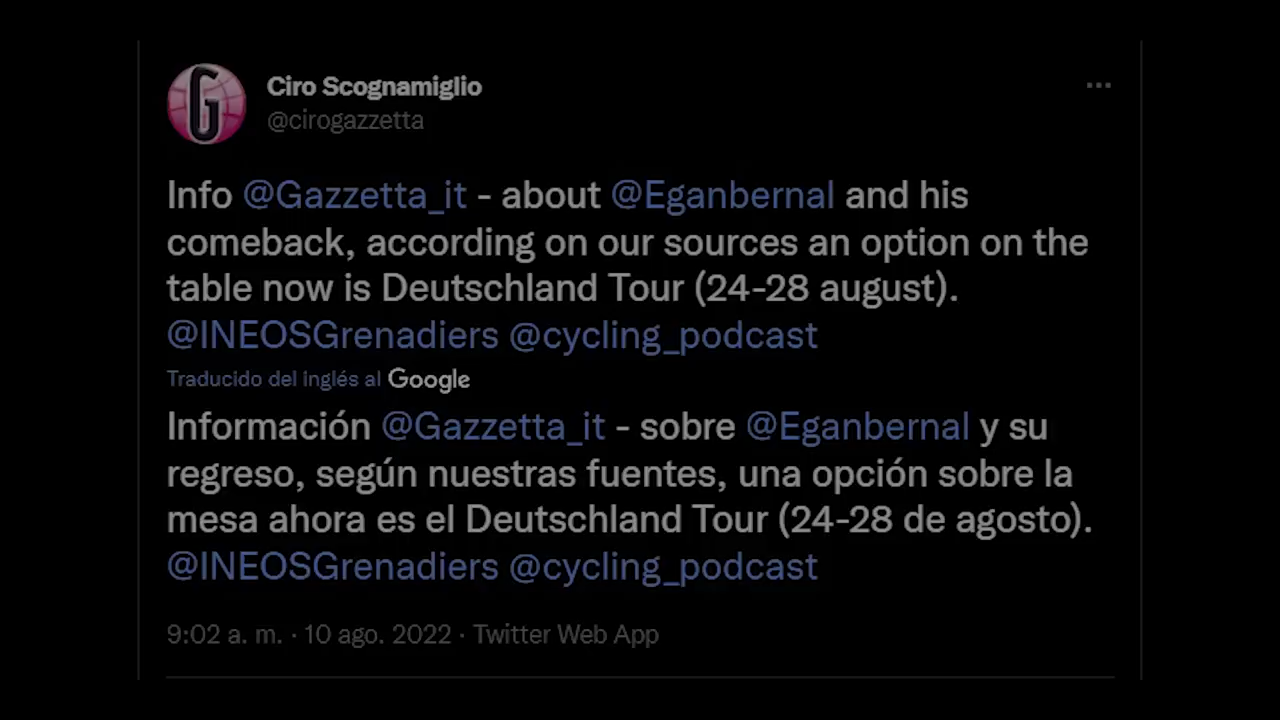 Ciro Scognamiglio
@cirogazzetta
Info @Gazzetta_it - about @Eganbernal and his
comeback, according on our sources an option on the
table now is Deutschland Tour (24-28 august).
@INEOSGrenadiers @cycling_podcast
Traducido del inglés al Google
Información @Gazzetta_it - sobre @Eganbernal y su
regreso, según nuestras fuentes, una opción sobre la
mesa ahora es el Deutschland Tour (24-28 de agosto).
@INEOSGrenadiers @cycling_podcast
9:02 a. m. · 10 ago. 2022 · Twitter Web App